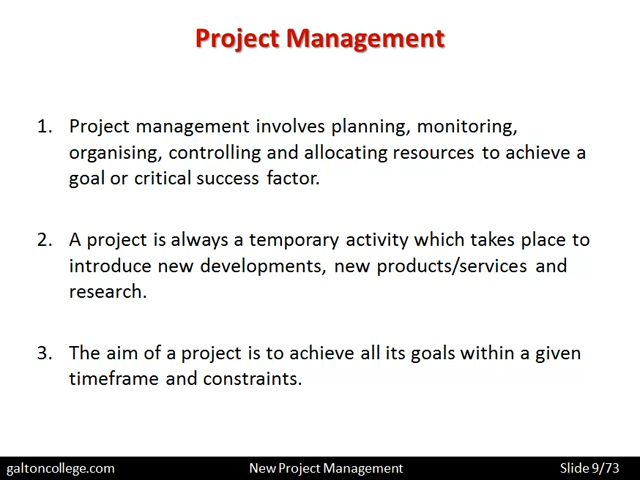 Project Management
1. Project management involves planning, monitoring,
organising, controlling and allocating resources to achieve a
goal or critical success factor.
2. A project is always a temporary activity which takes place to
introduce new developments, new products/services and
research.
3. The aim of a project is to achieve all its goals within a given
timeframe and constraints.
galtoncollege.com New Project Management Slide 9/73